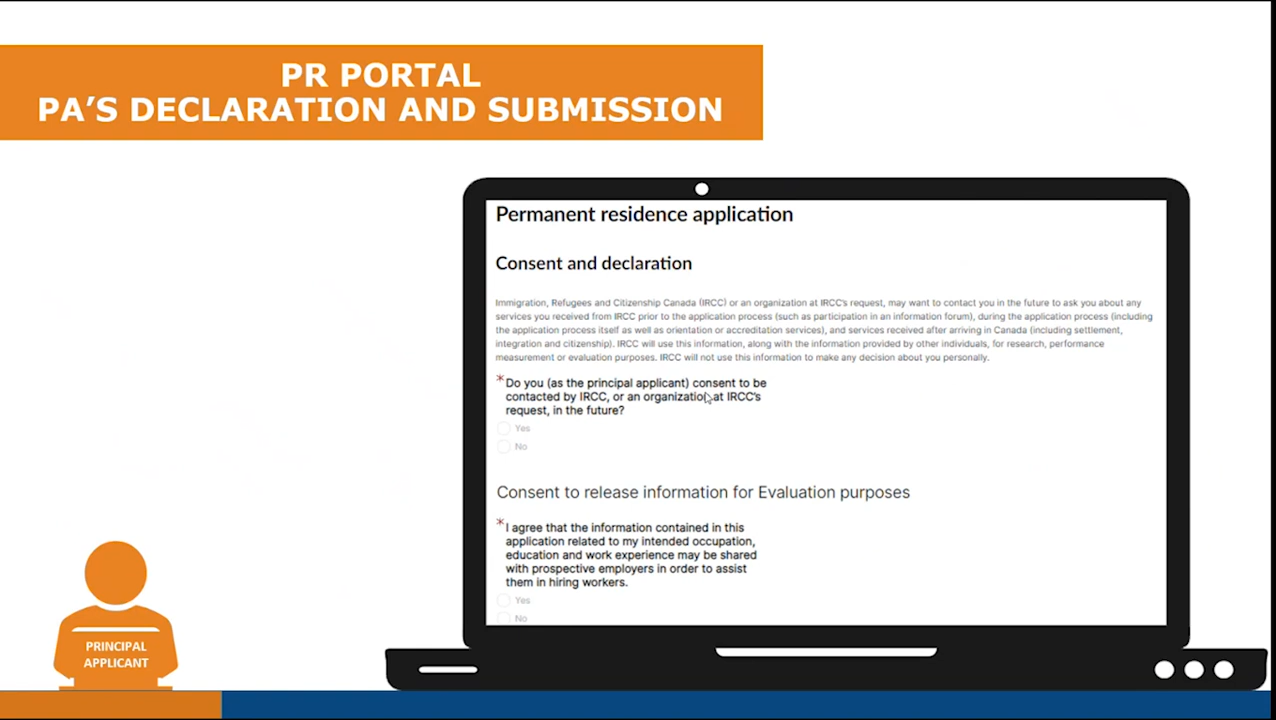 PR PORTAL
PA'S DECLARATION AND SUBMISSION
Permanent residence application
Consent and declaration
Immigration, Refugees and Citizenship Canada (IRCC) or an organization at IRCC's request, may want to contact you in the future to ask you about any
services you received from IRCC prior to the application process (such as participation in an information forum), during the application process (including
the application process itself as well as orientation or accreditation services), and services received after arriving in Canada (including settlement,
integration and citizenship). IRCC will use this information, along with the information provided by other individuals, for research, performance
measurement or evaluation purposes. IRCC will not use this information to make any decision about you personally.
* Do you (as the principal applicant) consent to be
contacted by IRCC, or an organization at IRCC's
request, in the future?
Yes
No
Consent to release information for Evaluation purposes
* I agree that the information contained in this
application related to my intended occupation,
education and work experience may be shared
with prospective employers in order to assist
them in hiring workers.
Yes
No
PRINCIPAL
APPLICANT